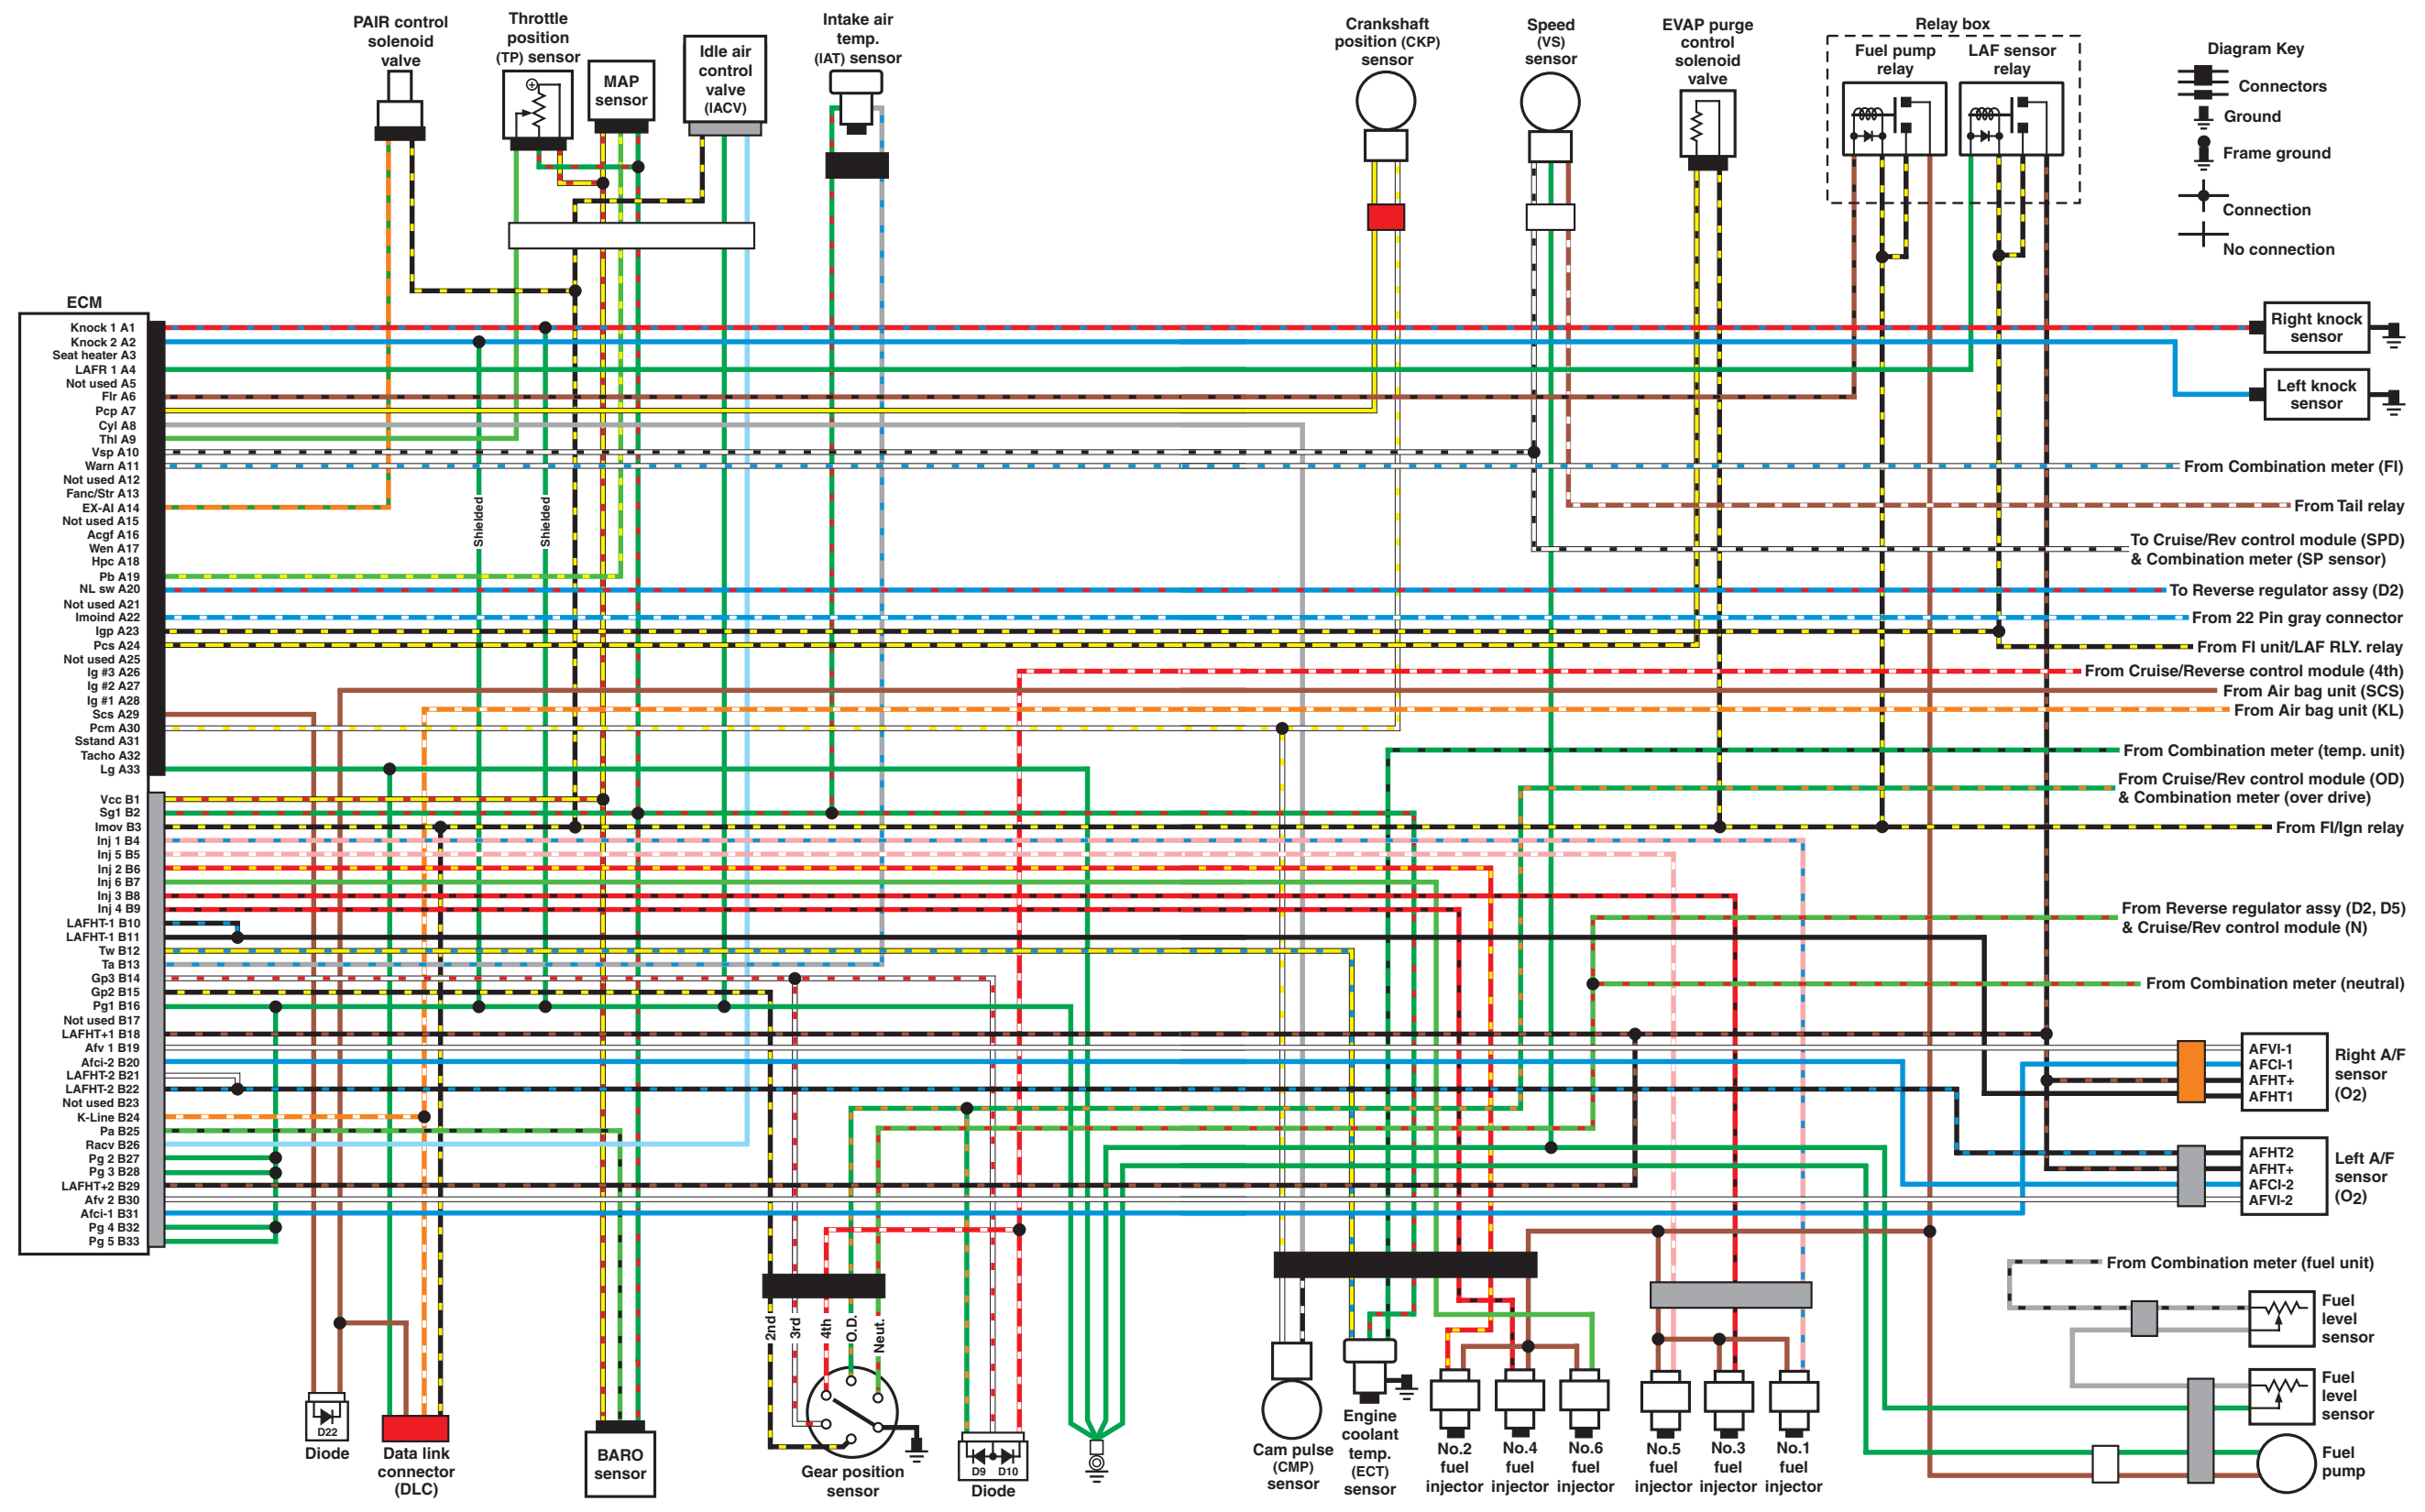 PAIR control
solenoid
valve
Throttle
position
(TP) sensor
MAP
sensor
Idle air
control
valve
(IACV)
Intake air
temp.
(IAT) sensor
Crankshaft
position (CKP)
sensor
Speed
(VS)
sensor
EVAP purge
control
solenoid
valve
Relay box
Fuel pump
relay
LAF sensor
relay
Diagram Key
Connectors
Ground
Frame ground
Connection
No connection
ECM
Knock 1 A1
Knock 2 A2
Seat heater A3
LAFR 1 A4
Not used A5
Flr A6
Pcp A7
Cyl A8
Thl A9
Vsp A10
Warn A11
Not used A12
Fanc/Str A13
EX-AI A14
Not used A15
Acgf A16
Wen A17
Hpc A18
Pb A19
NL sw A20
Not used A21
Imoind A22
Igp A23
Pcs A24
Not used A25
Ig #3 A26
Ig #2 A27
Ig #1 A28
Scs A29
Pcm A30
Sstand A31
Tacho A32
Lg A33
Vcc B1
Sg1 B2
Imov B3
Inj 1 B4
Inj 5 B5
Inj 2 B6
Inj 6 B7
Inj 3 B8
Inj 4 B9
LAFHT-1 B10
LAFHT-1 B11
Tw B12
Ta B13
Gp3 B14
Gp2 B15
Pg1 B16
Not used B17
LAFHT+1 B18
Afv 1 B19
Afci-2 B20
LAFHT-2 B21
LAFHT-2 B22
Not used B23
K-Line B24
Pa B25
Racv B26
Pg 2 B27
Pg 3 B28
LAFHT+2 B29
Afv 2 B30
Afci-1 B31
Pg 4 B32
Pg 5 B33
Shielded
Shielded
Right knock
sensor
Left knock
sensor
From Combination meter (FI)
From Tail relay
To Cruise/Rev control module (SPD)
& Combination meter (SP sensor)
To Reverse regulator assy (D2)
From 22 Pin gray connector
From FI unit/LAF RLY. relay
From Cruise/Reverse control module (4th)
From Air bag unit (SCS)
From Air bag unit (KL)
From Combination meter (temp. unit)
From Cruise/Rev control module (OD)
& Combination meter (over drive)
From FI/Ign relay
From Reverse regulator assy (D2, D5)
& Cruise/Rev control module (N)
From Combination meter (neutral)
AFVI-1
AFCI-1
AFHT+
AFHT1
Right A/F
sensor
(O2)
AFHT2
AFHT+
AFCI-2
AFVI-2
Left A/F
sensor
(O2)
From Combination meter (fuel unit)
Fuel
level
sensor
Fuel
level
sensor
Fuel
pump
D22
Diode
Data link
connector
(DLC)
BARO
sensor
2nd
3rd
4th
O.D.
Neut.
Gear position
sensor
D9 D10
Diode
Cam pulse
(CMP)
sensor
Engine
coolant
temp.
(ECT)
sensor
No.2
fuel
injector
No.4
fuel
injector
No.6
fuel
injector
No.5
fuel
injector
No.3
fuel
injector
No.1
fuel
injector